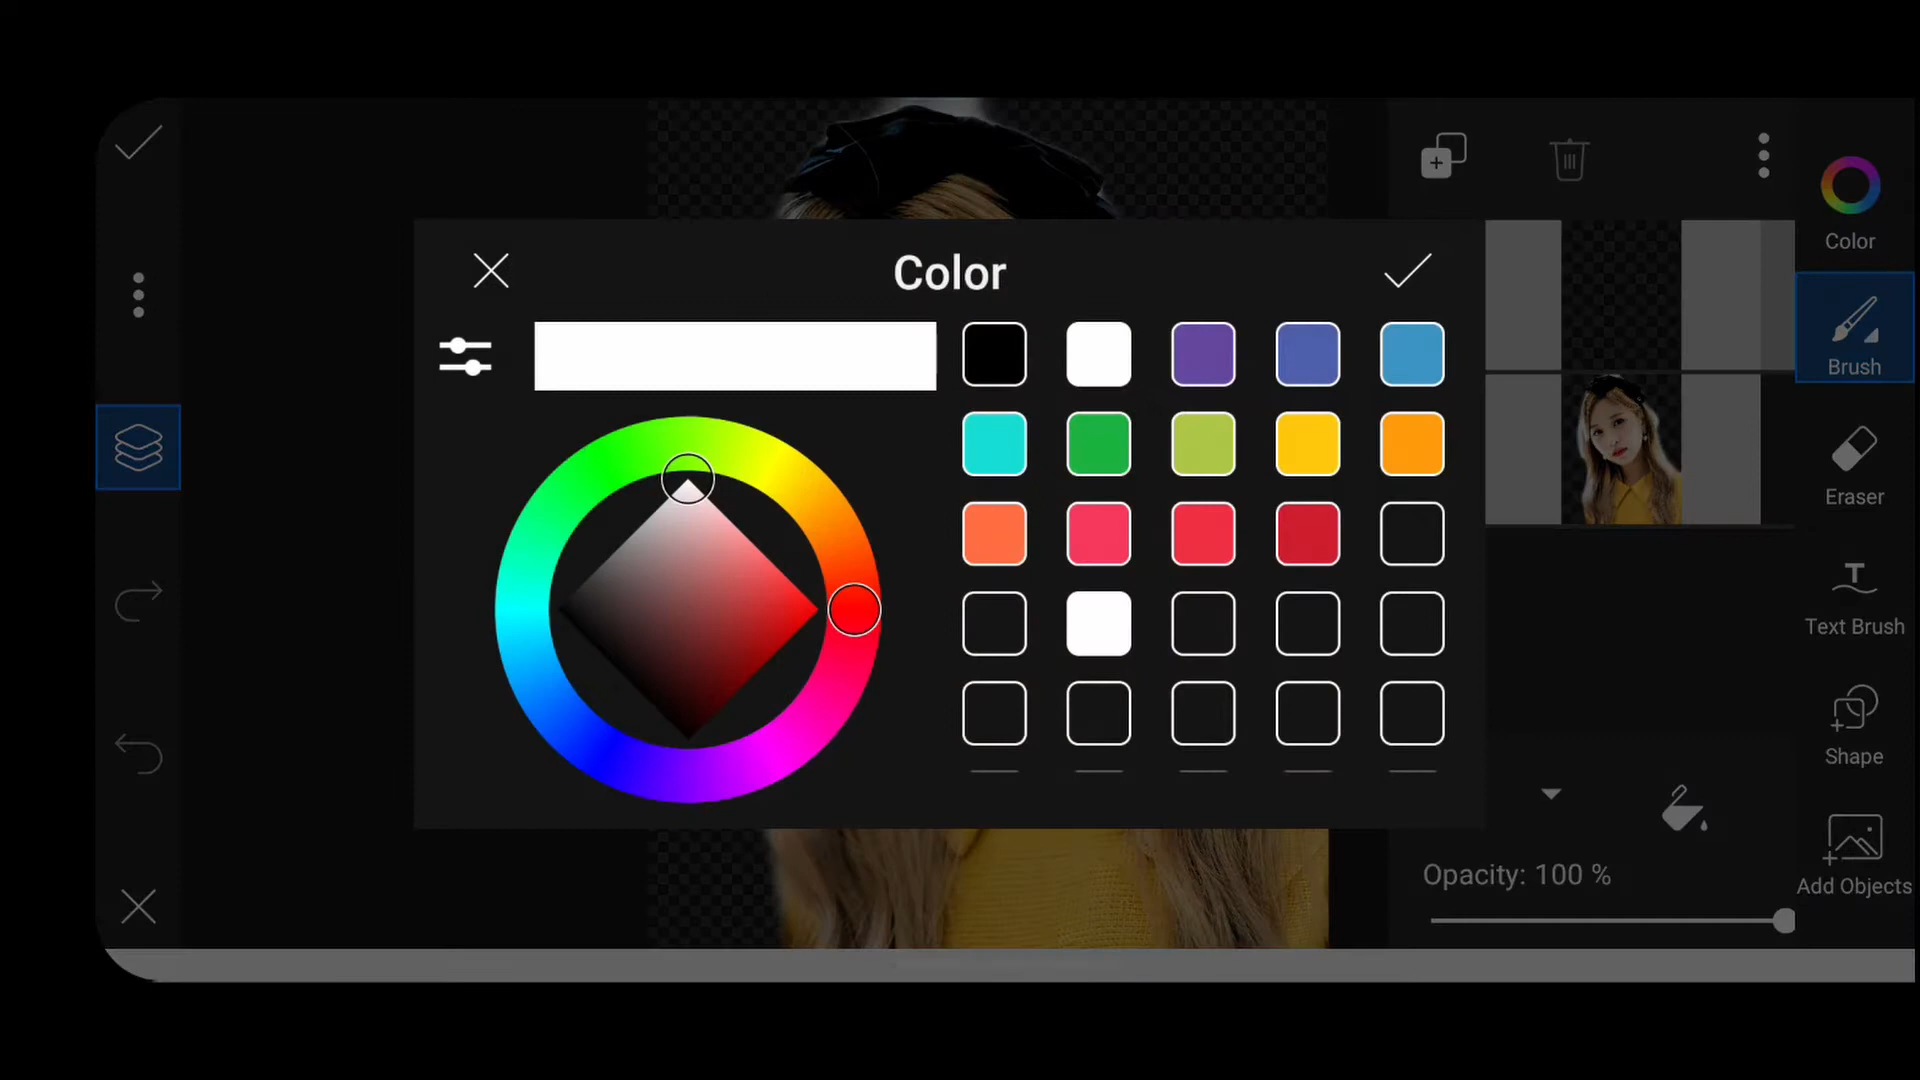 Color
Color
Brush
Eraser
Text Brush
Shape
Opacity: 100 %
Add Objects